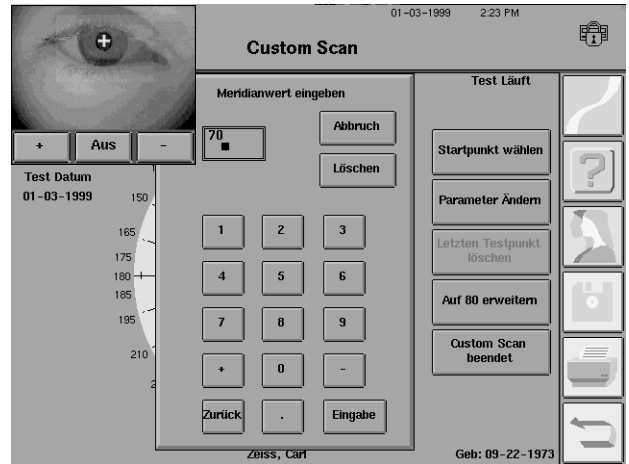 01-03-1999 2:23 PM
Custom Scan
+ Aus -
Test Datum
01-03-1999
150
165
175
180
185
195
210
2
Meridianwert eingeben
70
Abbruch
Löschen
1 2 3
4 5 6
7 8 9
+ 0 -
Zurück . Eingabe
Test Läuft
Startpunkt wählen
Parameter Ändern
Letzten Testpunkt
löschen
Auf 80 erweitern
Custom Scan
beendet
?
Zeiss, Carl
Geb: 09-22-1973